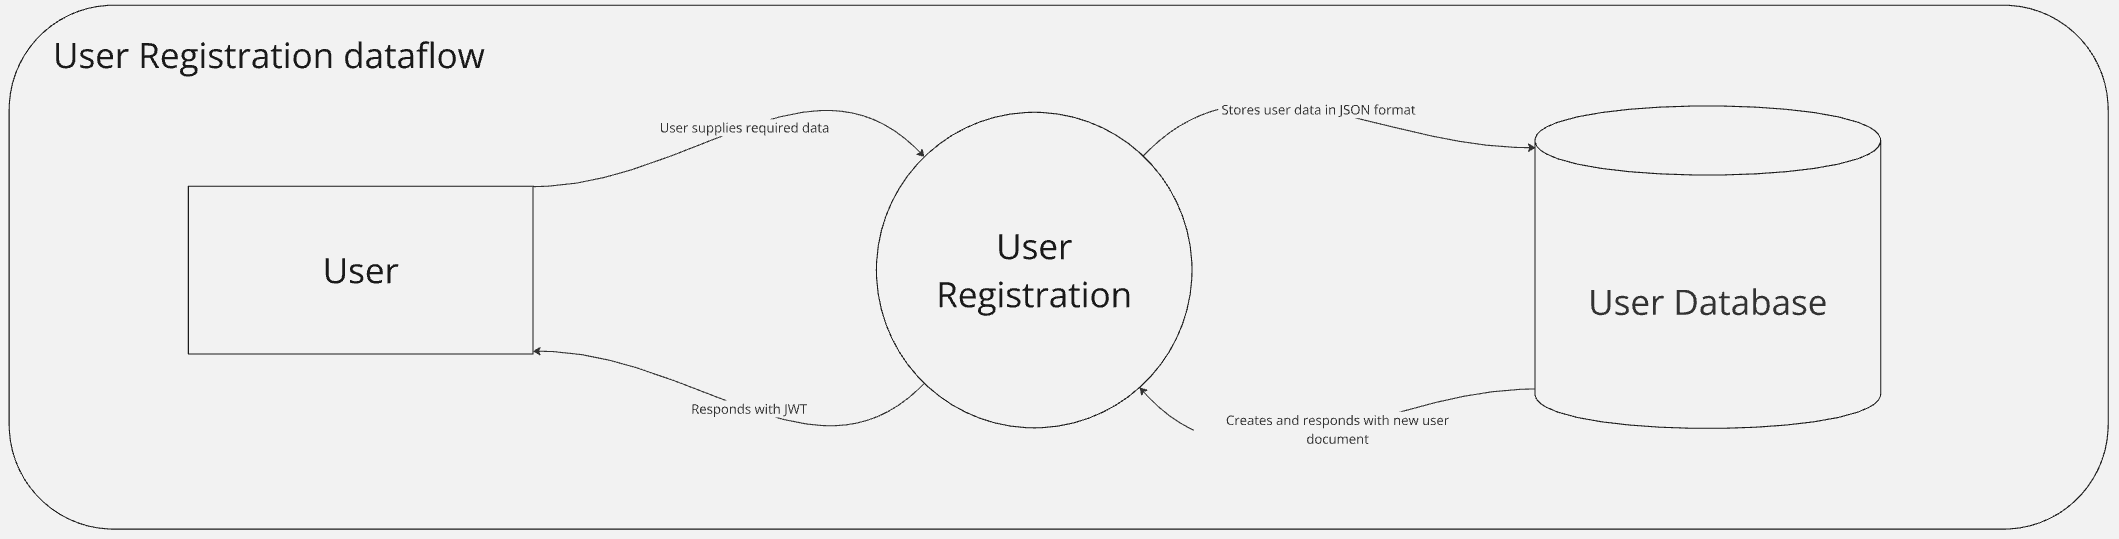 User Registration dataflow
User supplies required data
Stores user data in JSON format
User
User
Registration
User Database
Responds with JWT
Creates and responds with new user
document